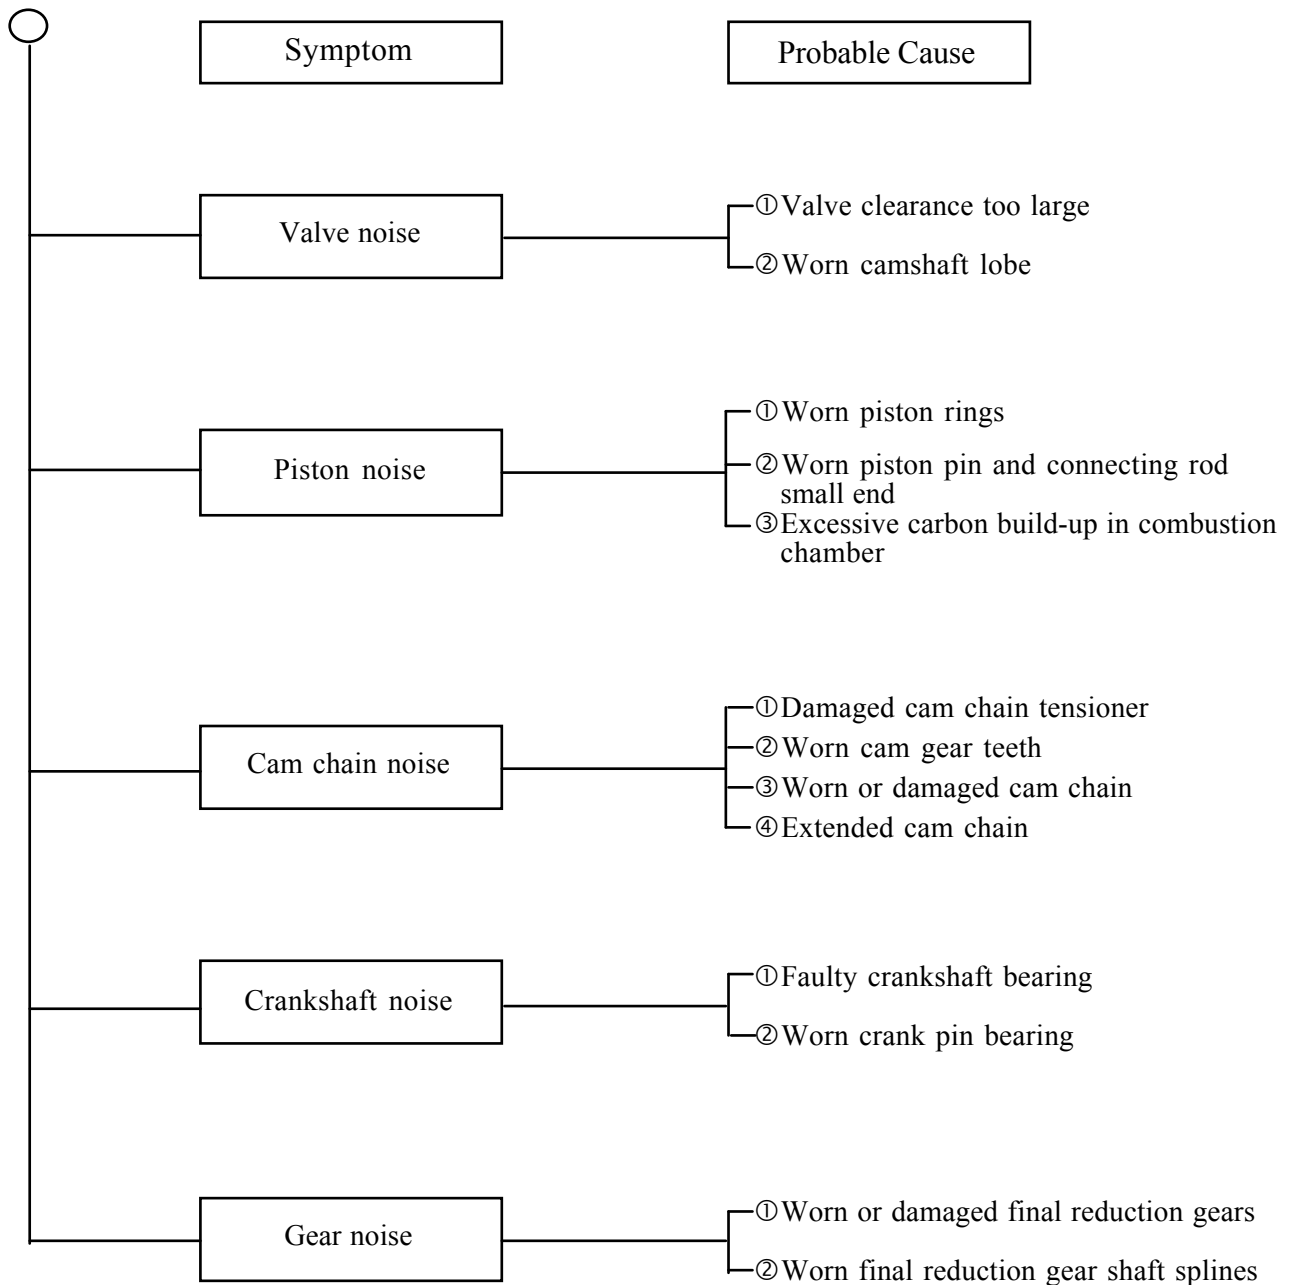 Symptom
Probable Cause
Valve noise
①Valve clearance too large
②Worn camshaft lobe
Piston noise
①Worn piston rings
②Worn piston pin and connecting rod
small end
③Excessive carbon build-up in combustion
chamber
Cam chain noise
①Damaged cam chain tensioner
②Worn cam gear teeth
③Worn or damaged cam chain
④Extended cam chain
Crankshaft noise
①Faulty crankshaft bearing
②Worn crank pin bearing
Gear noise
①Worn or damaged final reduction gears
②Worn final reduction gear shaft splines